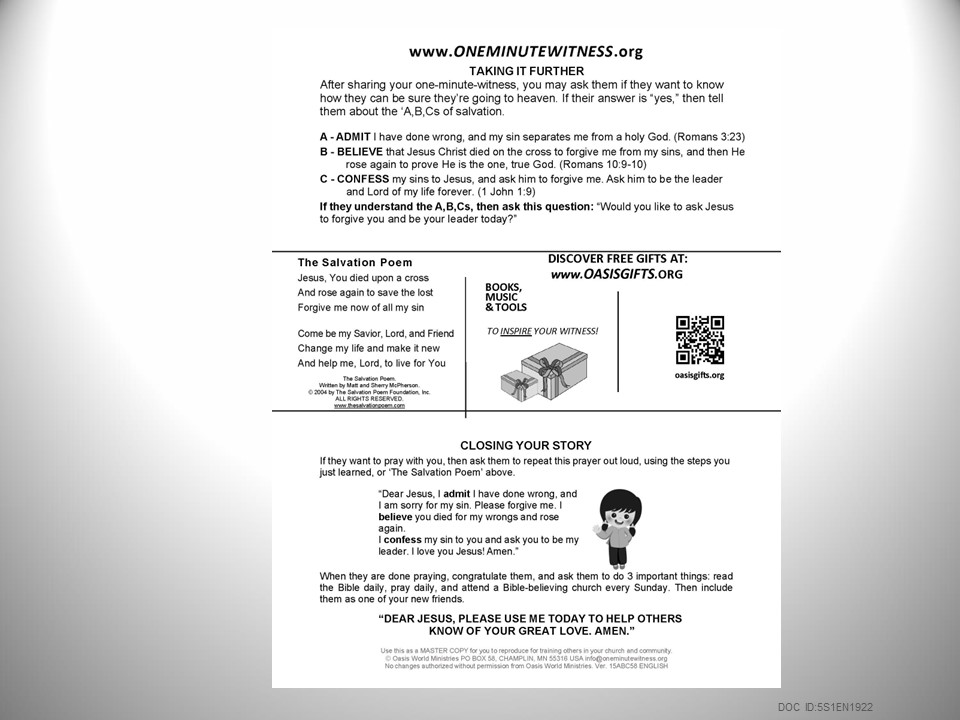 www.ONEMINUTEWITNESS.org
TAKING IT FURTHER
After sharing your one-minute-witness, you may ask them if they want to know
how they can be sure they're going to heaven. If their answer is “yes,” then tell
them about the ‘A,B,Cs of salvation.
A - ADMIT I have done wrong, and my sin separates me from a holy God. (Romans 3:23)
B - BELIEVE that Jesus Christ died on the cross to forgive me from my sins, and then He
rose again to prove He is the one, true God. (Romans 10:9-10)
C - CONFESS my sins to Jesus, and ask him to forgive me. Ask him to be the leader
and Lord of my life forever. (1 John 1:9)
If they understand the A,B,Cs, then ask this question: “Would you like to ask Jesus
to forgive you and be your leader today?”
The Salvation Poem
Jesus, You died upon a cross
And rose again to save the lost
Forgive me now of all my sin
Come be my Savior, Lord, and Friend
Change my life and make it new
And help me, Lord, to live for You
The Salvation Poem.
Written by Matt and Sherry McPherson.
© 2004 by The Salvation Poem Foundation, Inc.
ALL RIGHTS RESERVED.
www.thesalvationpoem.com
DISCOVER FREE GIFTS AT:
www.OASISGIFTS.ORG
BOOKS,
MUSIC
& TOOLS
TO INSPIRE YOUR WITNESS!
oasisgifts.org
CLOSING YOUR STORY
If they want to pray with you, then ask them to repeat this prayer out loud, using the steps you
just learned, or ‘The Salvation Poem’ above.
“Dear Jesus, I admit I have done wrong, and
I am sorry for my sin. Please forgive me. I
believe you died for my wrongs and rose
again.
I confess my sin to you and ask you to be my
leader. I love you Jesus! Amen.”
When they are done praying, congratulate them, and ask them to do 3 important things: read
the Bible daily, pray daily, and attend a Bible-believing church every Sunday. Then include
them as one of your new friends.
“DEAR JESUS, PLEASE USE ME TODAY TO HELP OTHERS
KNOW OF YOUR GREAT LOVE. AMEN.”
Use this as a MASTER COPY for you to reproduce for training others in your church and community.
© Oasis World Ministries PO BOX 58, CHAMPLIN, MN 55316 USA info@oneminutewitness.org
No changes authorized without permission from Oasis World Ministries. Ver. 15ABC58 ENGLISH
DOC ID:5S1EN1922